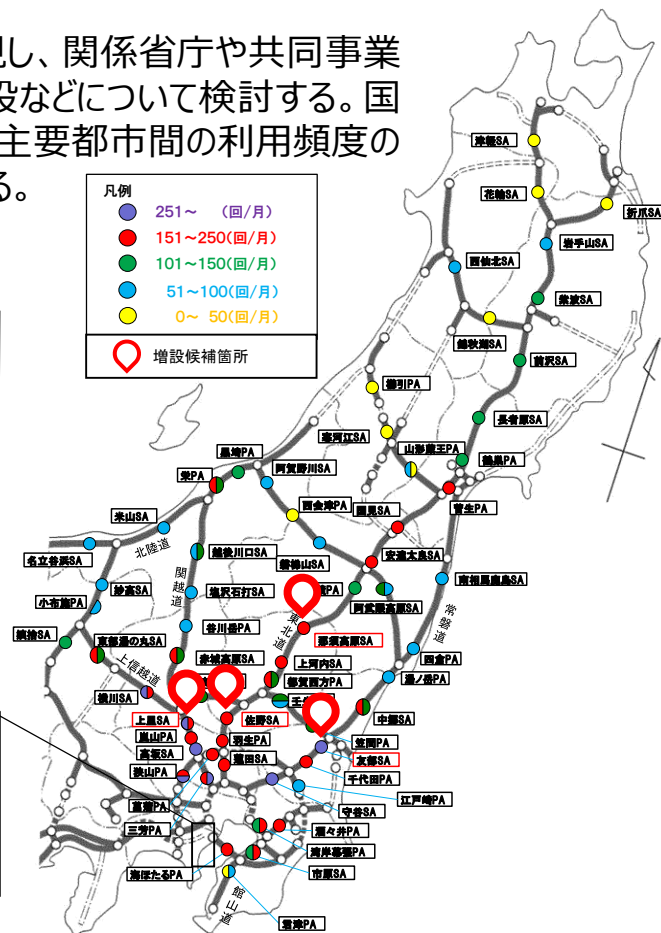 視し、関係省庁や共同事業
設などについて検討する。国
主要都市間の利用頻度の
る。
凡例
251～ (回/月)
151～250(回/月)
101～150(回/月)
51～100(回/月)
0～ 50(回/月)
増設候補箇所
津軽SA
花輪SA
折爪SA
岩手山SA
西仙北SA
紫波SA
錦秋湖SA
前沢SA
櫛引PA
長者原SA
寒河江SA
山形蔵王PA
鶴巣PA
黒埼PA
阿賀野川SA
栄PA
西会津PA
国見SA
菅生PA
米山SA
北陸道
名立谷浜SA
越後川口SA
磐梯山SA
安達太良SA
南相馬鹿島SA
関越道
妙高SA
塩沢石打SA
阿武隈高原SA
常磐道
小布施PA
谷川岳PA
東北道
那須高原SA
四倉PA
姨捨SA
東部湯の丸SA
赤城高原SA
上河内SA
湯ノ岳PA
上信越道
都賀西方PA
横川SA
中郷SA
上里SA
佐野SA
笠間PA
嵐山PA
羽生PA
友部SA
高坂SA
蓮田SA
千代田PA
狭山PA
江戸崎PA
菖蒲PA
守谷SA
三芳PA
酒々井PA
湾岸幕張PA
海ほたるPA
市原SA
館山道
君津PA